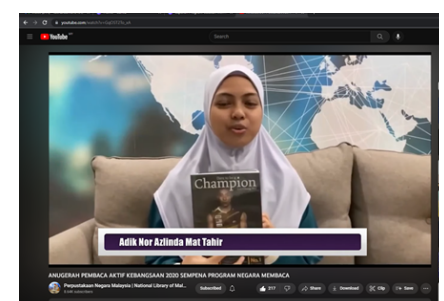 YouTube
Search
Champion
Adik Nor Azlinda Mat Tahir
ANUGERAH PEMBACA AKTIF KEBANGSAAN 2020 SEMPENA PROGRAM NEGARA MEMBACA
Perpustakaan Negara Malaysia | National Library of Mal...
Subscribed
217
Share
Download
Clip
Save